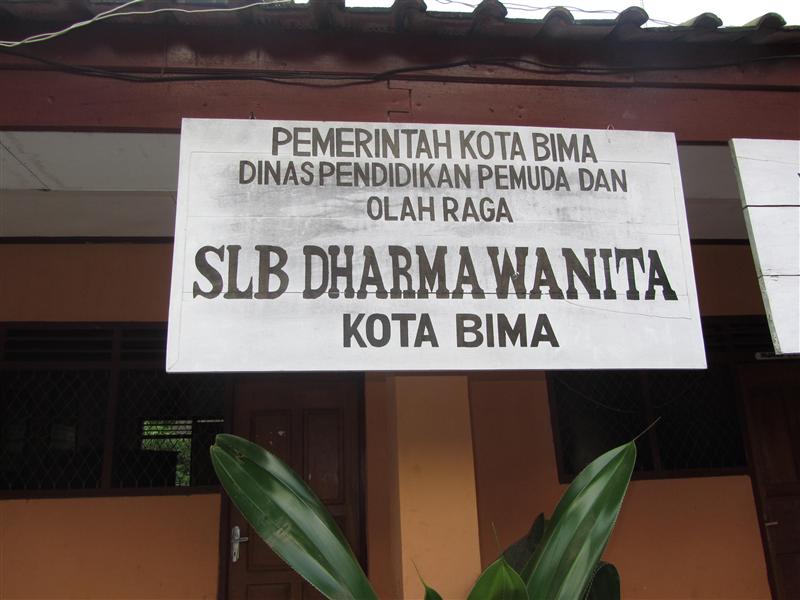 PEMERINTAH KOTA BIMA
DINAS PENDIDIKAN PEMUDA DAN
OLAH RAGA
SLB DHARMA WANITA
KOTA BIMA